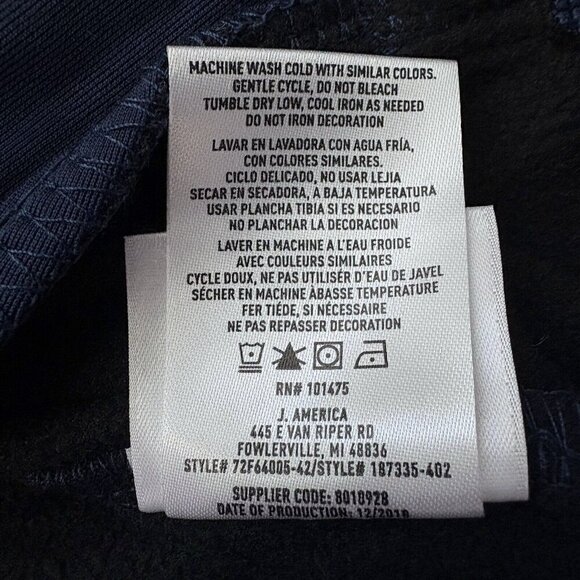 MACHINE WASH COLD WITH SIMILAR COLORS.
GENTLE CYCLE, DO NOT BLEACH
TUMBLE DRY LOW, COOL IRON AS NEEDED
DO NOT IRON DECORATION
LAVAR EN LAVADORA CON AGUA FRÍA,
CON COLORES SIMILARES.
CICLO DELICADO, NO USAR LEJÍA
SECAR EN SECADORA, A BAJA TEMPERATURA
USAR PLANCHA TIBIA SI ES NECESARIO
NO PLANCHAR LA DECORACIÓN
LAVER EN MACHINE A L'EAU FROIDE
AVEC COULEURS SIMILAIRES
CYCLE DOUX, NE PAS UTILISÉR D'EAU DE JAVEL
SÉCHER EN MACHINE ÀBASSE TEMPERATURE
FER TIÉDE, SI NÉCESSAIRE
NE PAS REPASSER DECORATION
RN# 101475
J. AMERICA
445 E VAN RIPER RD
FOWLERVILLE, MI 48836
STYLE# 72F64005-42/STYLE# 187335-402
SUPPLIER CODE: 8018928
DATE OF PRODUCTION: 12/2018